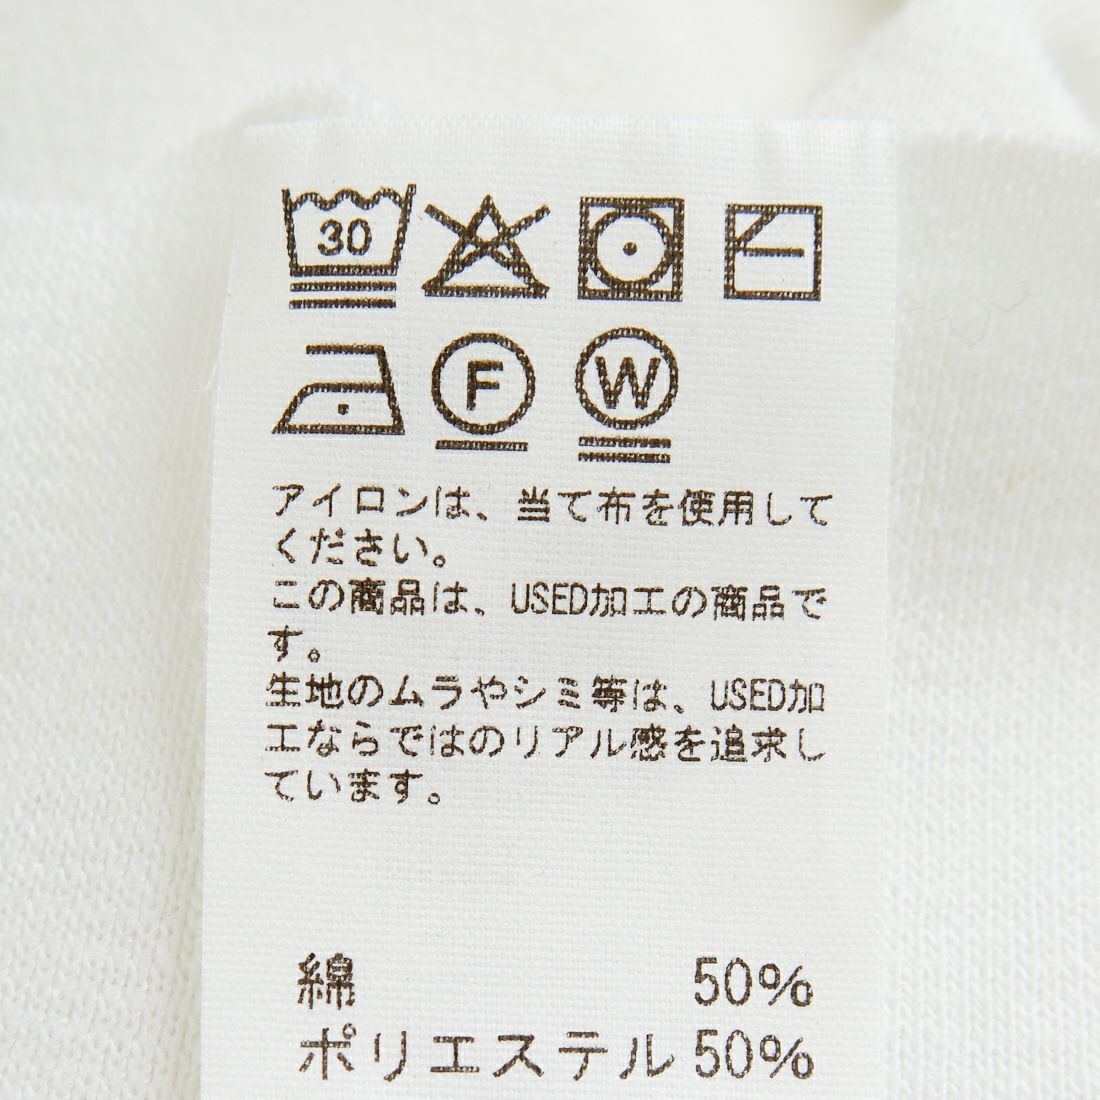 30
F W
アイロンは、当て布を使用して
ください。
この商品は、USED加工の商品で
す。
生地のムラやシミ等は、USED加
工ならではのリアル感を追求し
ています。
綿 50%
ポリエステル 50%